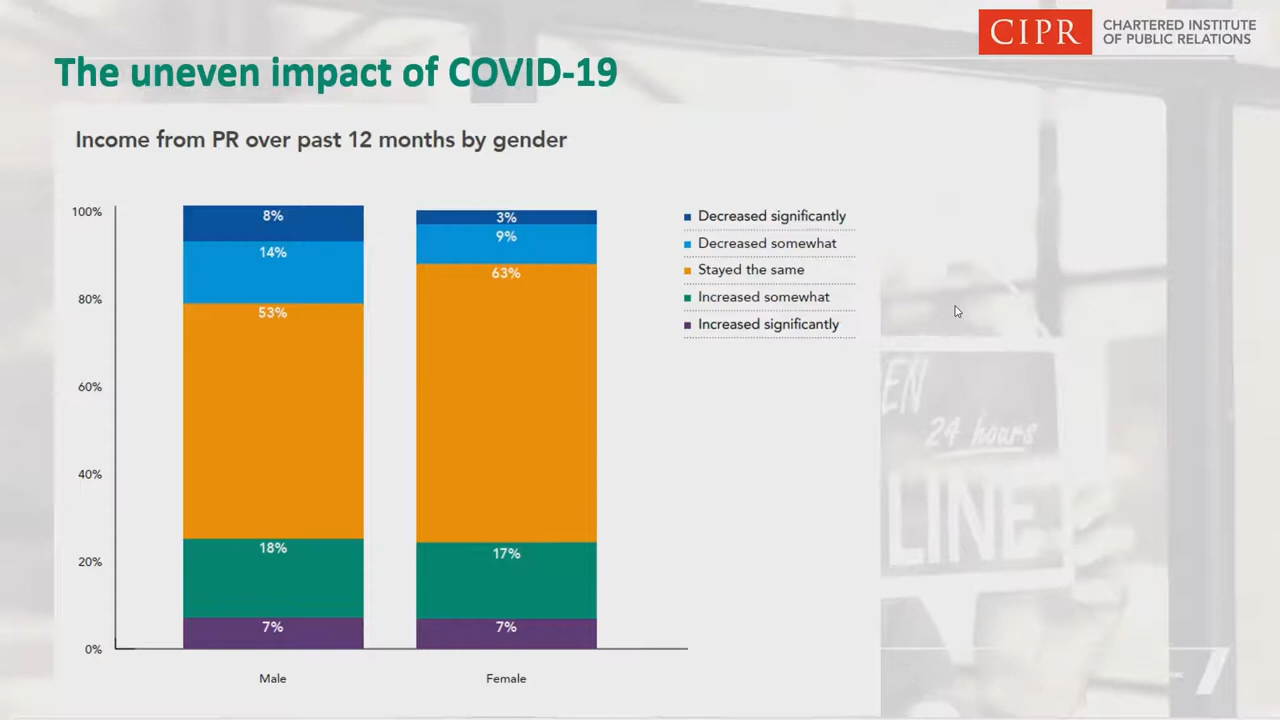 CIPR
CHARTERED INSTITUTE
OF PUBLIC RELATIONS
The uneven impact of COVID-19
Income from PR over past 12 months by gender
100%
80%
60%
40%
20%
0%
8%
14%
53%
18%
7%
Male
3%
9%
63%
17%
7%
Female
Decreased significantly
Decreased somewhat
Stayed the same
Increased somewhat
Increased significantly
EN
24 hours
LINE